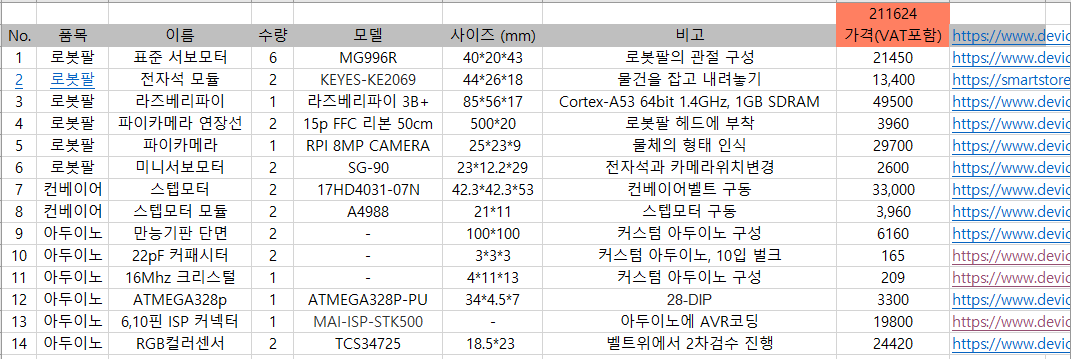 211624
No. 품목 이름 수량 모델 사이즈 (mm) 비고 가격(VAT포함) https://www.devic
1 로봇팔 표준 서보모터 6 MG996R 40*20*43 로봇팔의 관절 구성 21450 https://www.devic
2 로봇팔 전자석 모듈 2 KEYES-KE2069 44*26*18 물건을 잡고 내려놓기 13,400 https://smartstore
3 로봇팔 라즈베리파이 1 라즈베리파이 3B+ 85*56*17 Cortex-A53 64bit 1.4GHz, 1GB SDRAM 49500 https://www.devic
4 로봇팔 파이카메라 연장선 2 15p FFC 리본 50cm 500*20 로봇팔 헤드에 부착 3960 https://www.devic
5 로봇팔 파이카메라 1 RPI 8MP CAMERA 25*23*9 물체의 형태 인식 29700 https://www.devic
6 로봇팔 미니서보모터 2 SG-90 23*12.2*29 전자석과 카메라위치변경 2600 https://www.devic
7 컨베이어 스텝모터 2 17HD4031-07N 42.3*42.3*53 컨베이어벨트 구동 33,000 https://www.devic
8 컨베이어 스텝모터 모듈 2 A4988 21*11 스텝모터 구동 3,960 https://www.devic
9 아두이노 만능기판 단면 2 - 100*100 커스텀 아두이노 구성 6160 https://www.devic
10 아두이노 22pF 커패시터 2 - 3*3*3 커스텀 아두이노, 10입 벌크 165 https://www.devic
11 아두이노 16Mhz 크리스털 1 - 4*11*13 커스텀 아두이노 구성 209 https://www.devic
12 아두이노 ATMEGA328p 1 ATMEGA328P-PU 34*4.5*7 28-DIP 3300 https://www.devic
13 아두이노 6,10핀 ISP 커넥터 1 MAI-ISP-STK500 - 아두이노에 AVR코딩 19800 https://www.devic
14 아두이노 RGB컬러센서 2 TCS34725 18.5*23 벨트위에서 2차검수 진행 24420 https://www.devic